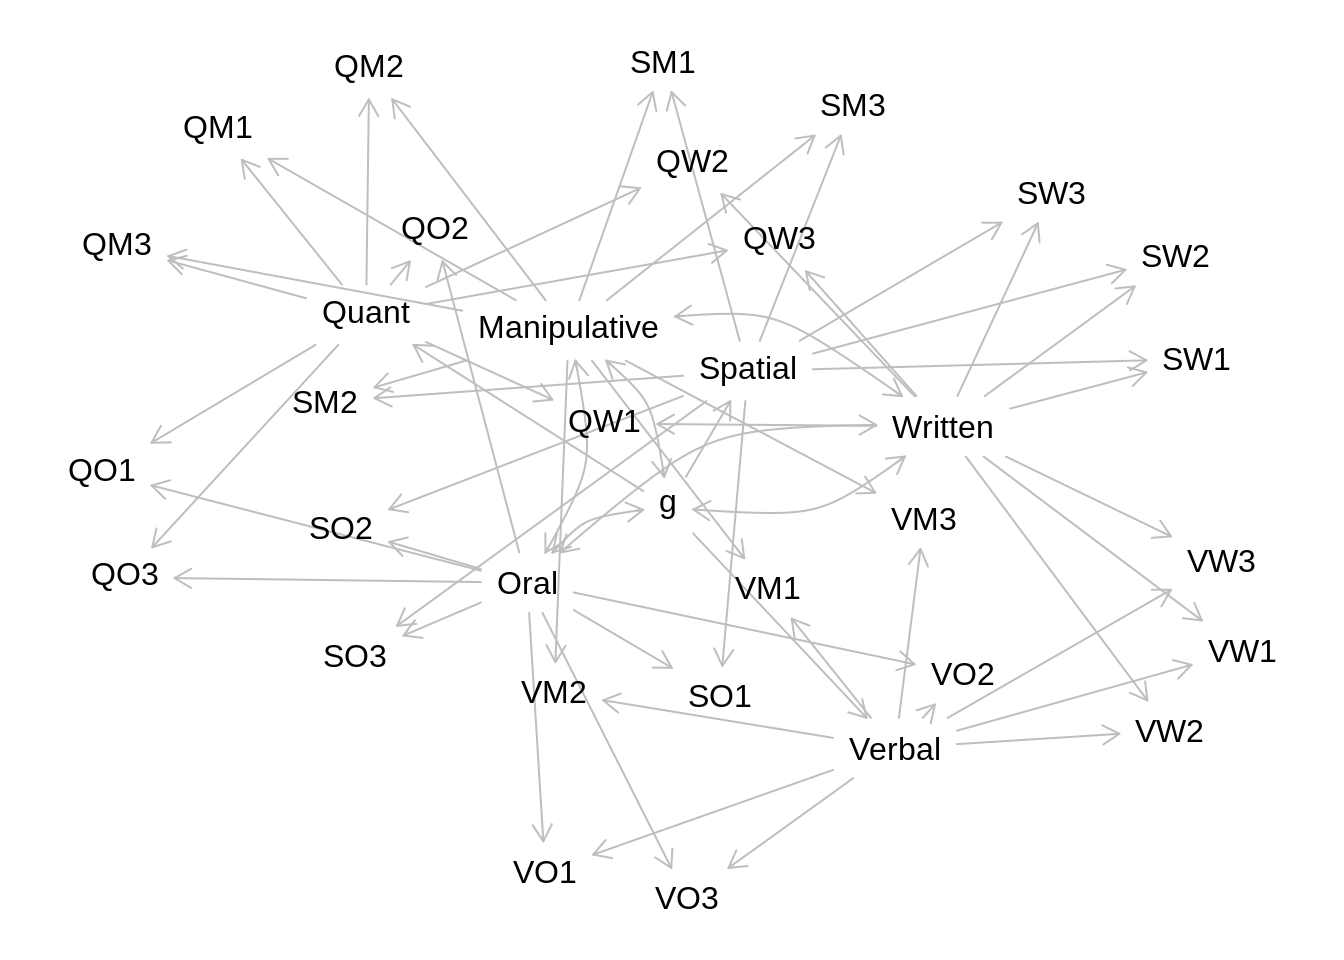 SM1
QM2
SM3
QM1
QW2
SW3
QO2
QW3
QM3
SW2
Quant
Manipulative
SW1
Spatial
SM2
QW1
Written
QO1
g
VM3
SO2
VW3
QO3
Oral
VM1
VW1
SO3
VO2
VM2
SO1
VW2
Verbal
VO1
VO3